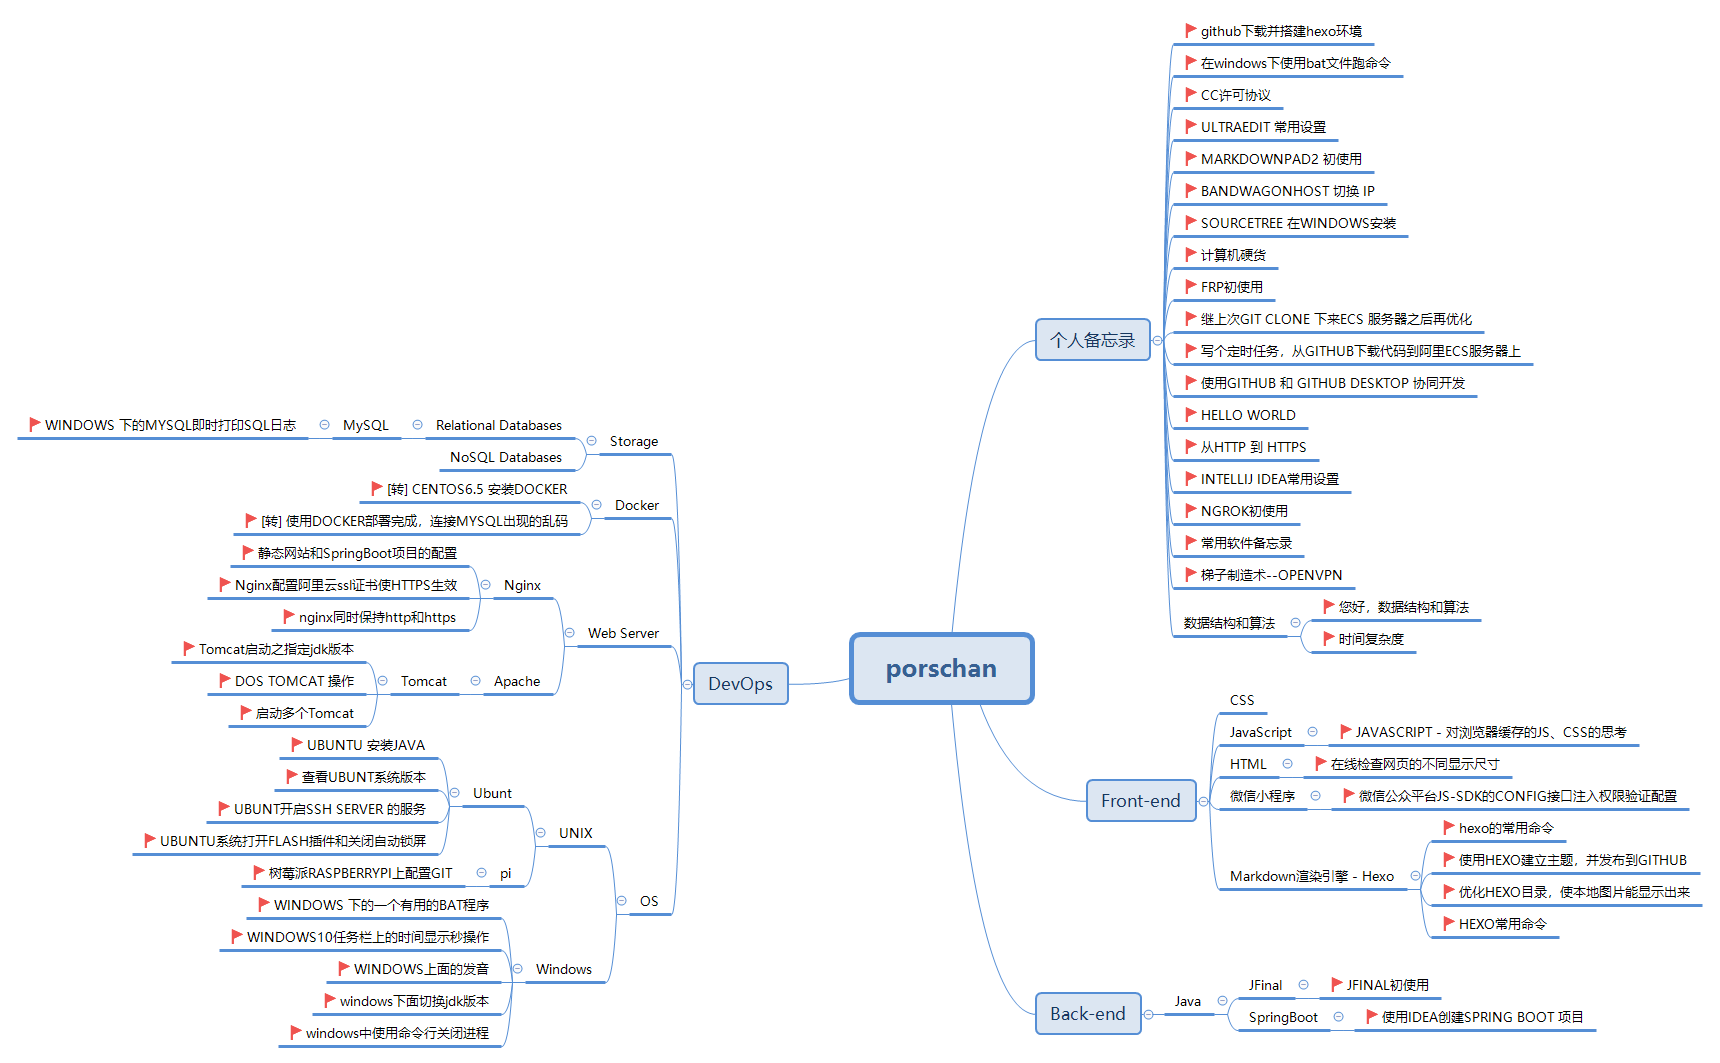 porschan
个人备忘录
github下载并搭建hexo环境
在windows下使用bat文件跑命令
CC许可协议
ULTRAEDIT 常用设置
MARKDOWNPAD2 初使用
BANDWAGONHOST 切换 IP
SOURCETREE 在WINDOWS安装
计算机硬货
FRP初使用
继上次GIT CLONE 下来ECS 服务器之后再优化
写个定时任务，从GITHUB下载代码到阿里ECS服务器上
使用GITHUB 和 GITHUB DESKTOP 协同开发
HELLO WORLD
从HTTP 到 HTTPS
INTELLIJ IDEA常用设置
NGROK初使用
常用软件备忘录
梯子制造术--OPENVPN
数据结构和算法
您好，数据结构和算法
时间复杂度
Front-end
CSS
JavaScript
JAVASCRIPT - 对浏览器缓存的JS、CSS的思考
HTML
在线检查网页的不同显示尺寸
微信小程序
微信公众平台JS-SDK的CONFIG接口注入权限验证配置
Markdown渲染引擎 - Hexo
hexo的常用命令
使用HEXO建立主题，并发布到GITHUB
优化HEXO目录，使本地图片能显示出来
HEXO常用命令
Back-end
Java
JFinal
JFINAL初使用
SpringBoot
使用IDEA创建SPRING BOOT 项目
DevOps
Storage
Relational Databases
MySQL
WINDOWS 下的MYSQL即时打印SQL日志
NoSQL Databases
Docker
[转] CENTOS6.5 安装DOCKER
[转] 使用DOCKER部署完成，连接MYSQL出现的乱码
Web Server
Nginx
静态网站和SpringBoot项目的配置
Nginx配置阿里云ssl证书使HTTPS生效
nginx同时保持http和https
Apache
Tomcat
Tomcat启动之指定jdk版本
DOS TOMCAT 操作
启动多个Tomcat
OS
UNIX
Ubunt
UBUNTU 安装JAVA
查看UBUNT系统版本
UBUNT开启SSH SERVER 的服务
UBUNTU系统打开FLASH插件和关闭自动锁屏
pi
树莓派RASPBERRYPI上配置GIT
Windows
WINDOWS 下的一个有用的BAT程序
WINDOWS10任务栏上的时间显示秒操作
WINDOWS上面的发音
windows下面切换jdk版本
windows中使用命令行关闭进程